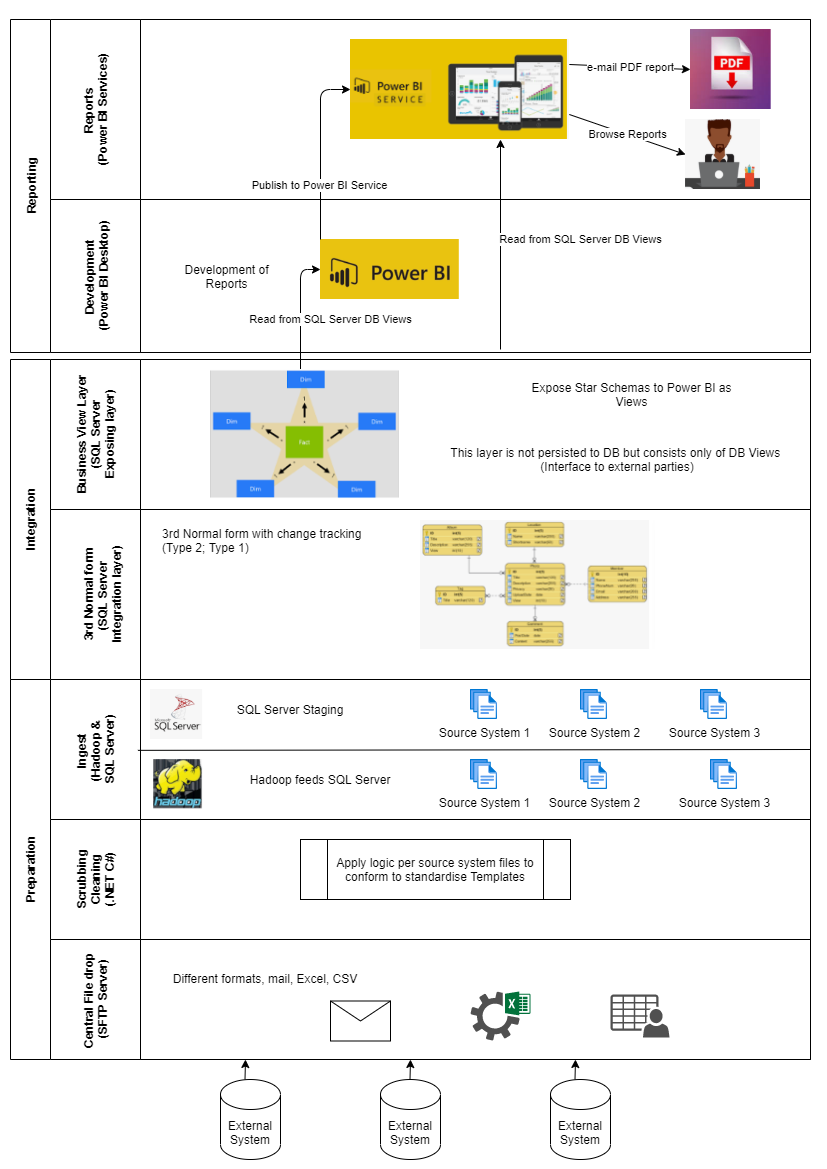 Reporting
Reports
(Power BI Services)
Power BI
SERVICE
e-mail PDF report
PDF
Browse Reports
Publish to Power BI Service
Development
(Power BI Desktop)
Development of
Reports
Power BI
Read from SQL Server DB Views
Read from SQL Server DB Views
Integration
Business View Layer
(SQL Server
Exposing layer)
Dim
Dim
Dim
Fact
Dim
Dim
Expose Star Schemas to Power BI as
Views
This layer is not persisted to DB but consists only of DB Views
(Interface to external parties)
3rd Normal form
(SQL Server
Integration layer)
3rd Normal form with change tracking
(Type 2; Type 1)
Preparation
Ingest
(Hadoop &
SQL Server)
Microsoft
SQL Server
SQL Server Staging
Source System 1
Source System 2
Source System 3
hadoop
Hadoop feeds SQL Server
Source System 1
Source System 2
Source System 3
Scrubbing
Cleaning
(.NET C#)
Apply logic per source system files to
conform to standardise Templates
Central File drop
(SFTP Server)
Different formats, mail, Excel, CSV
X
External
System
External
System
External
System